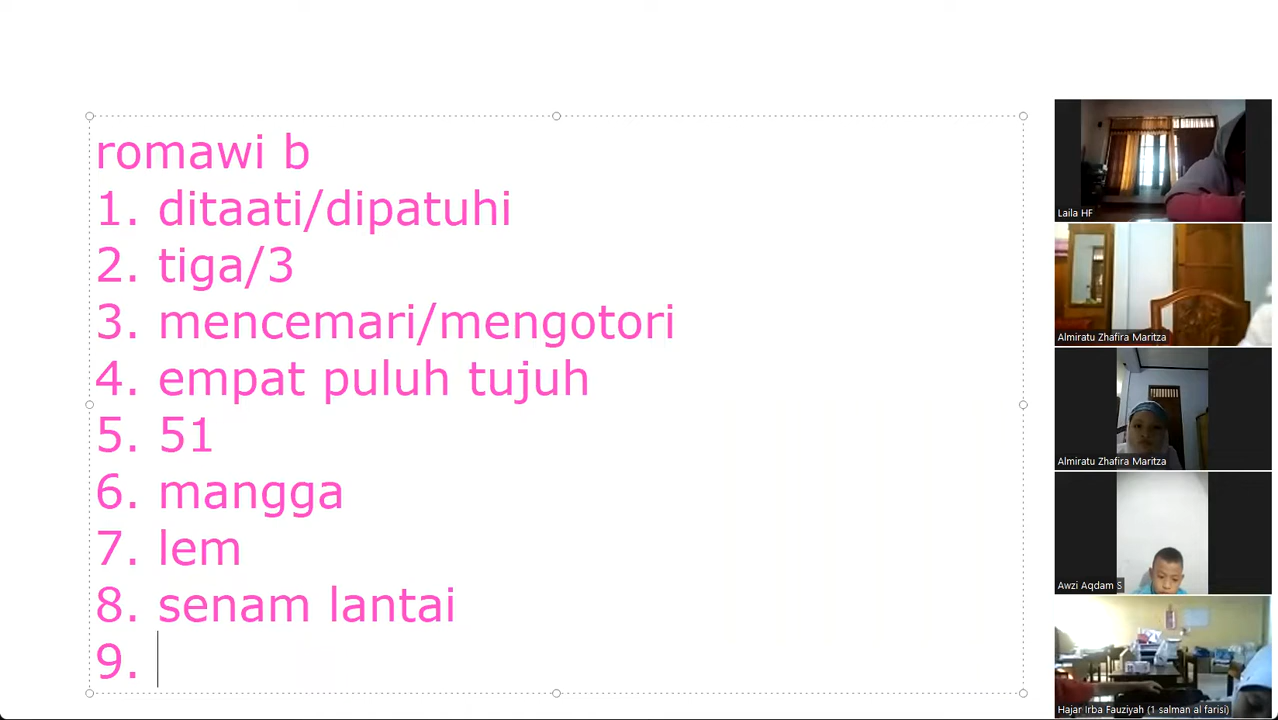 romawi b
1. ditaati/dipatuhi
2. tiga/3
3. mencemari/mengotori
4. empat puluh tujuh
5. 51
6. mangga
7. lem
8. senam lantai
9.
Laila HF
Almiratu Zhafira Maritza
Almiratu Zhafira Maritza
Awzi Aqdam S
Hajar Irba Fauziyah (1 salman al farisi)